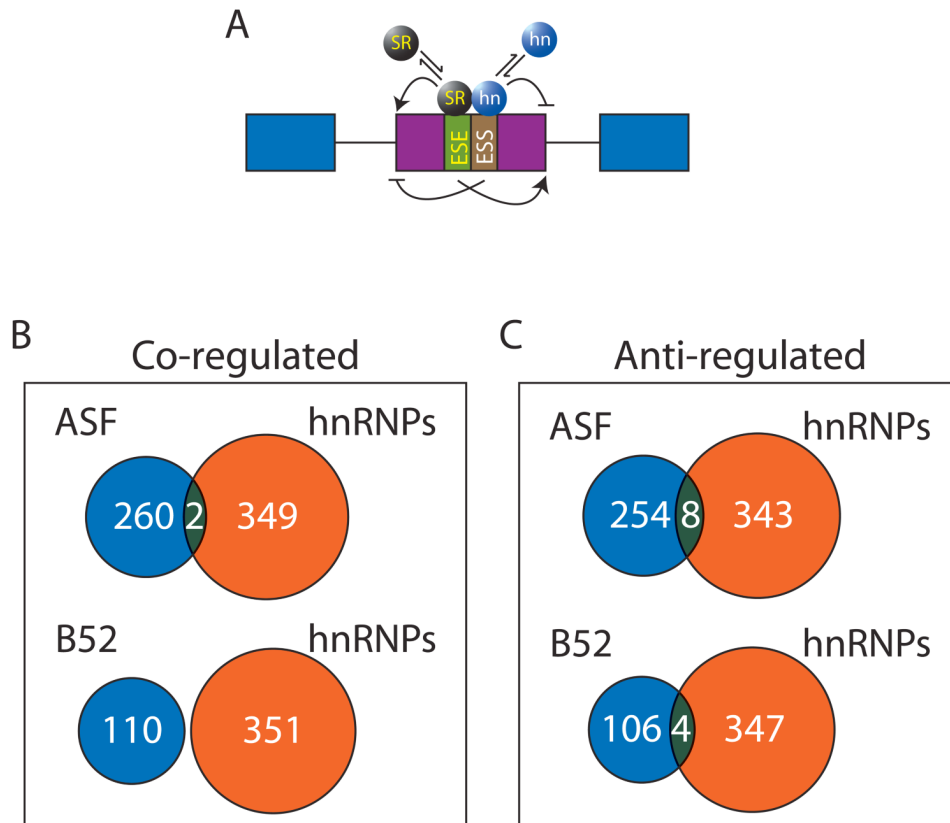 A
SR
hn
SR hn
ESE ESS
B
Co-regulated
ASF hnRNPs
260 2 349
B52 hnRNPs
110 351
C
Anti-regulated
ASF hnRNPs
254 8 343
B52 hnRNPs
106 4 347